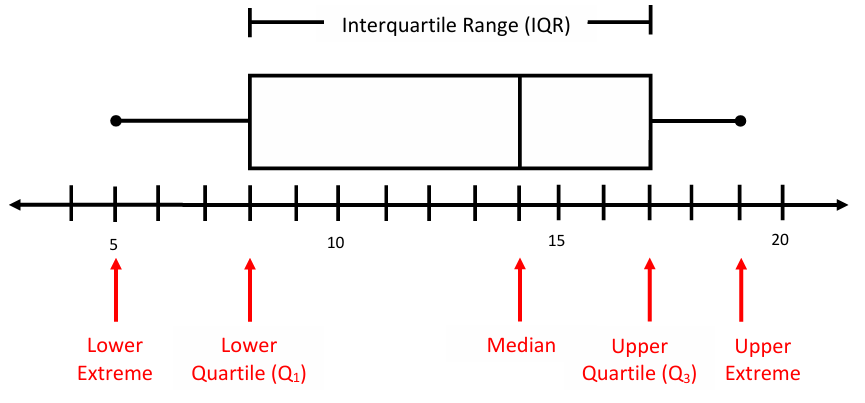 Interquartile Range (IQR)
5
10
15
20
Lower
Extreme
Lower
Quartile (Q₁)
Median
Upper
Quartile (Q₃)
Upper
Extreme